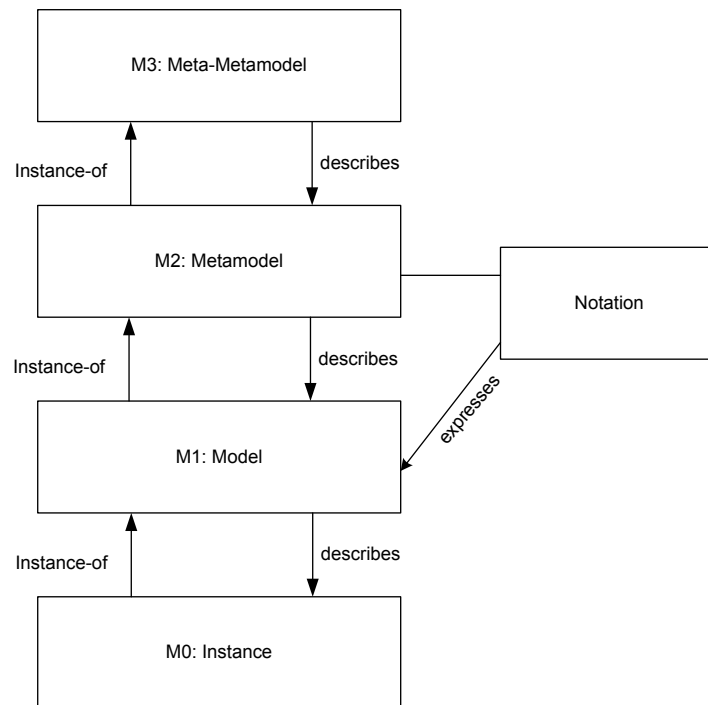 M3: Meta-Metamodel
Instance-of
describes
M2: Metamodel
Notation
Instance-of
describes
expresses
M1: Model
Instance-of
describes
M0: Instance